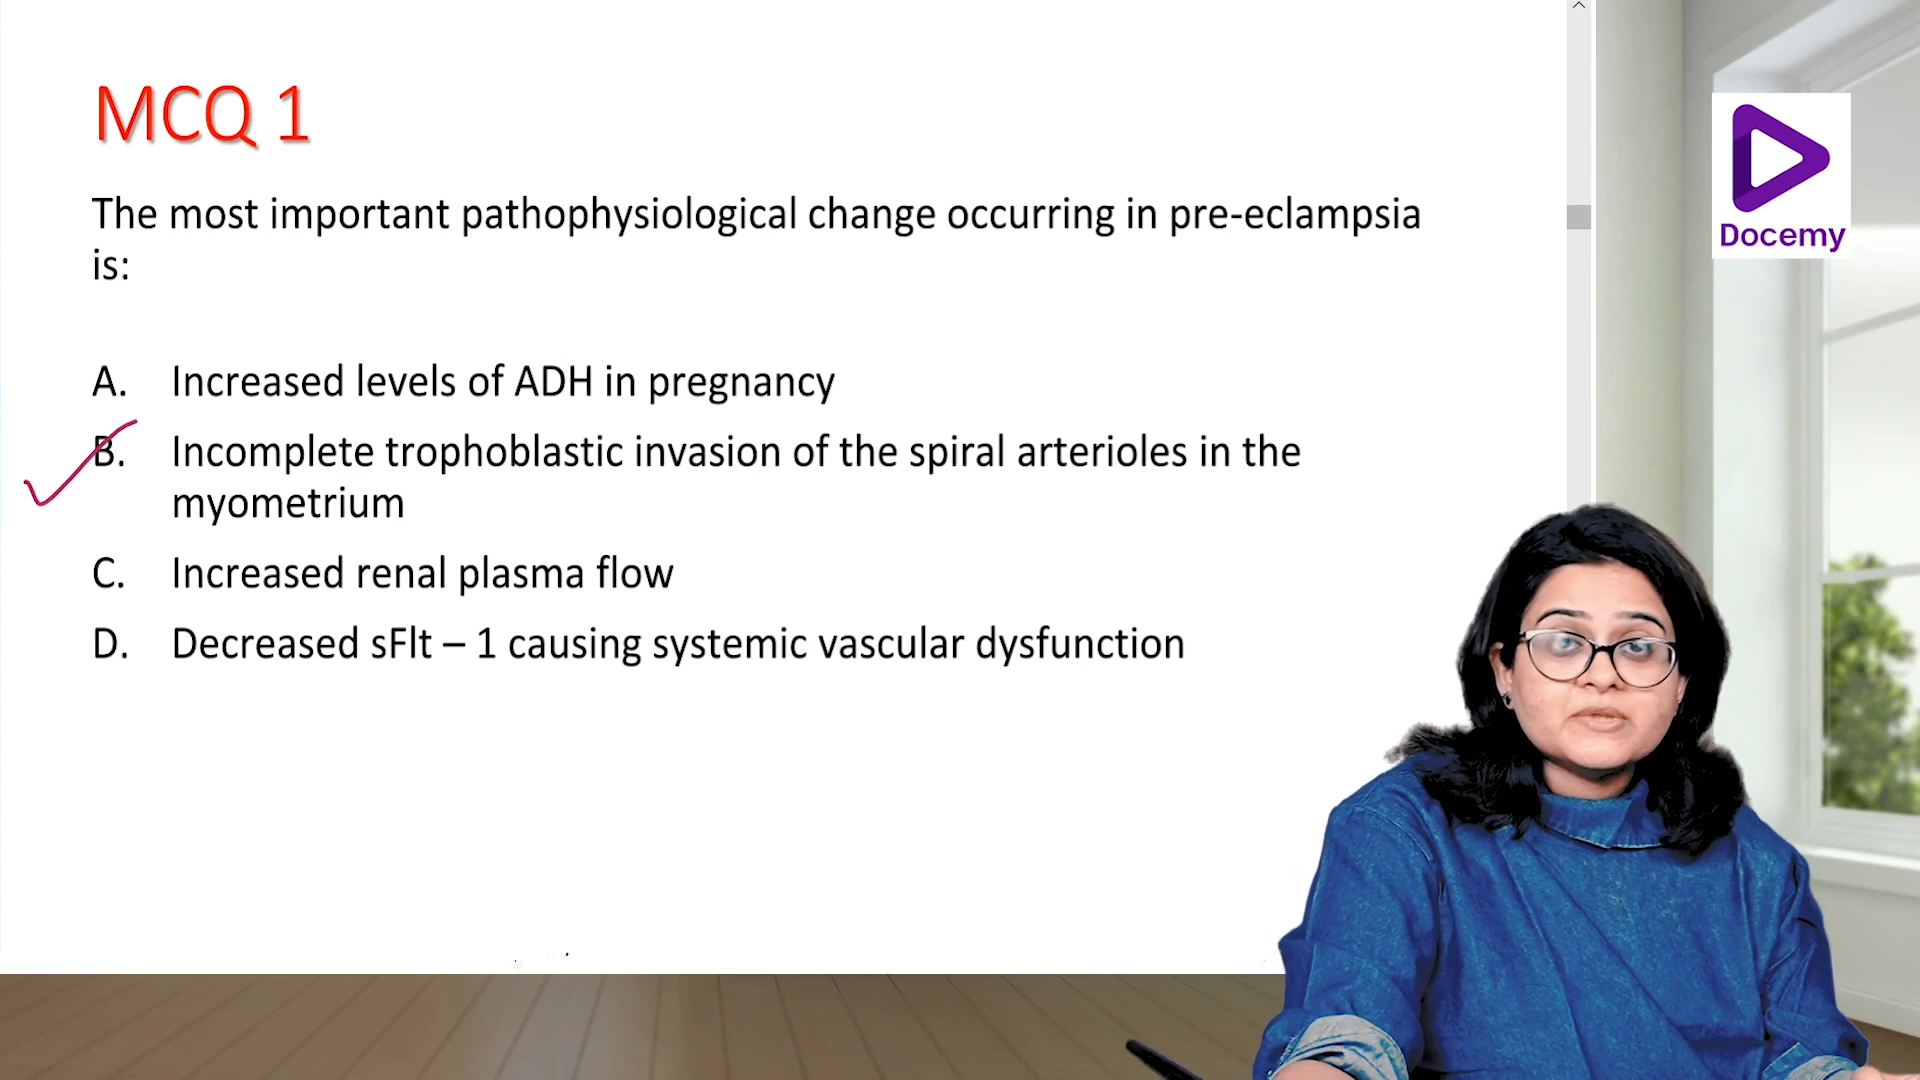 MCQ 1
The most important pathophysiological change occurring in pre-eclampsia
is:
A. Increased levels of ADH in pregnancy
B. Incomplete trophoblastic invasion of the spiral arterioles in the
myometrium
C. Increased renal plasma flow
D. Decreased sFlt – 1 causing systemic vascular dysfunction
Docemy